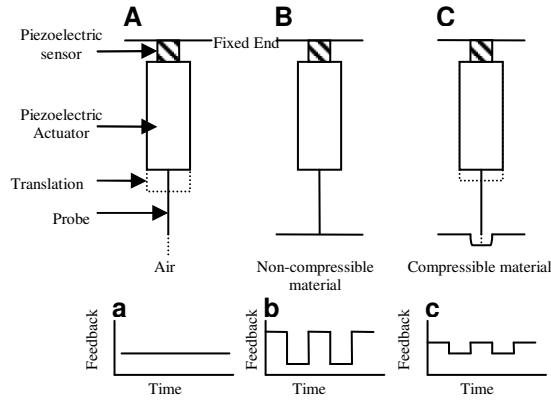 A
B
C
Piezoelectric
sensor
Fixed End
Piezoelectric
Actuator
Translation
Probe
Air
Non-compressible
material
Compressible material
a
b
c
Feedback
Feedback
Feedback
Time
Time
Time